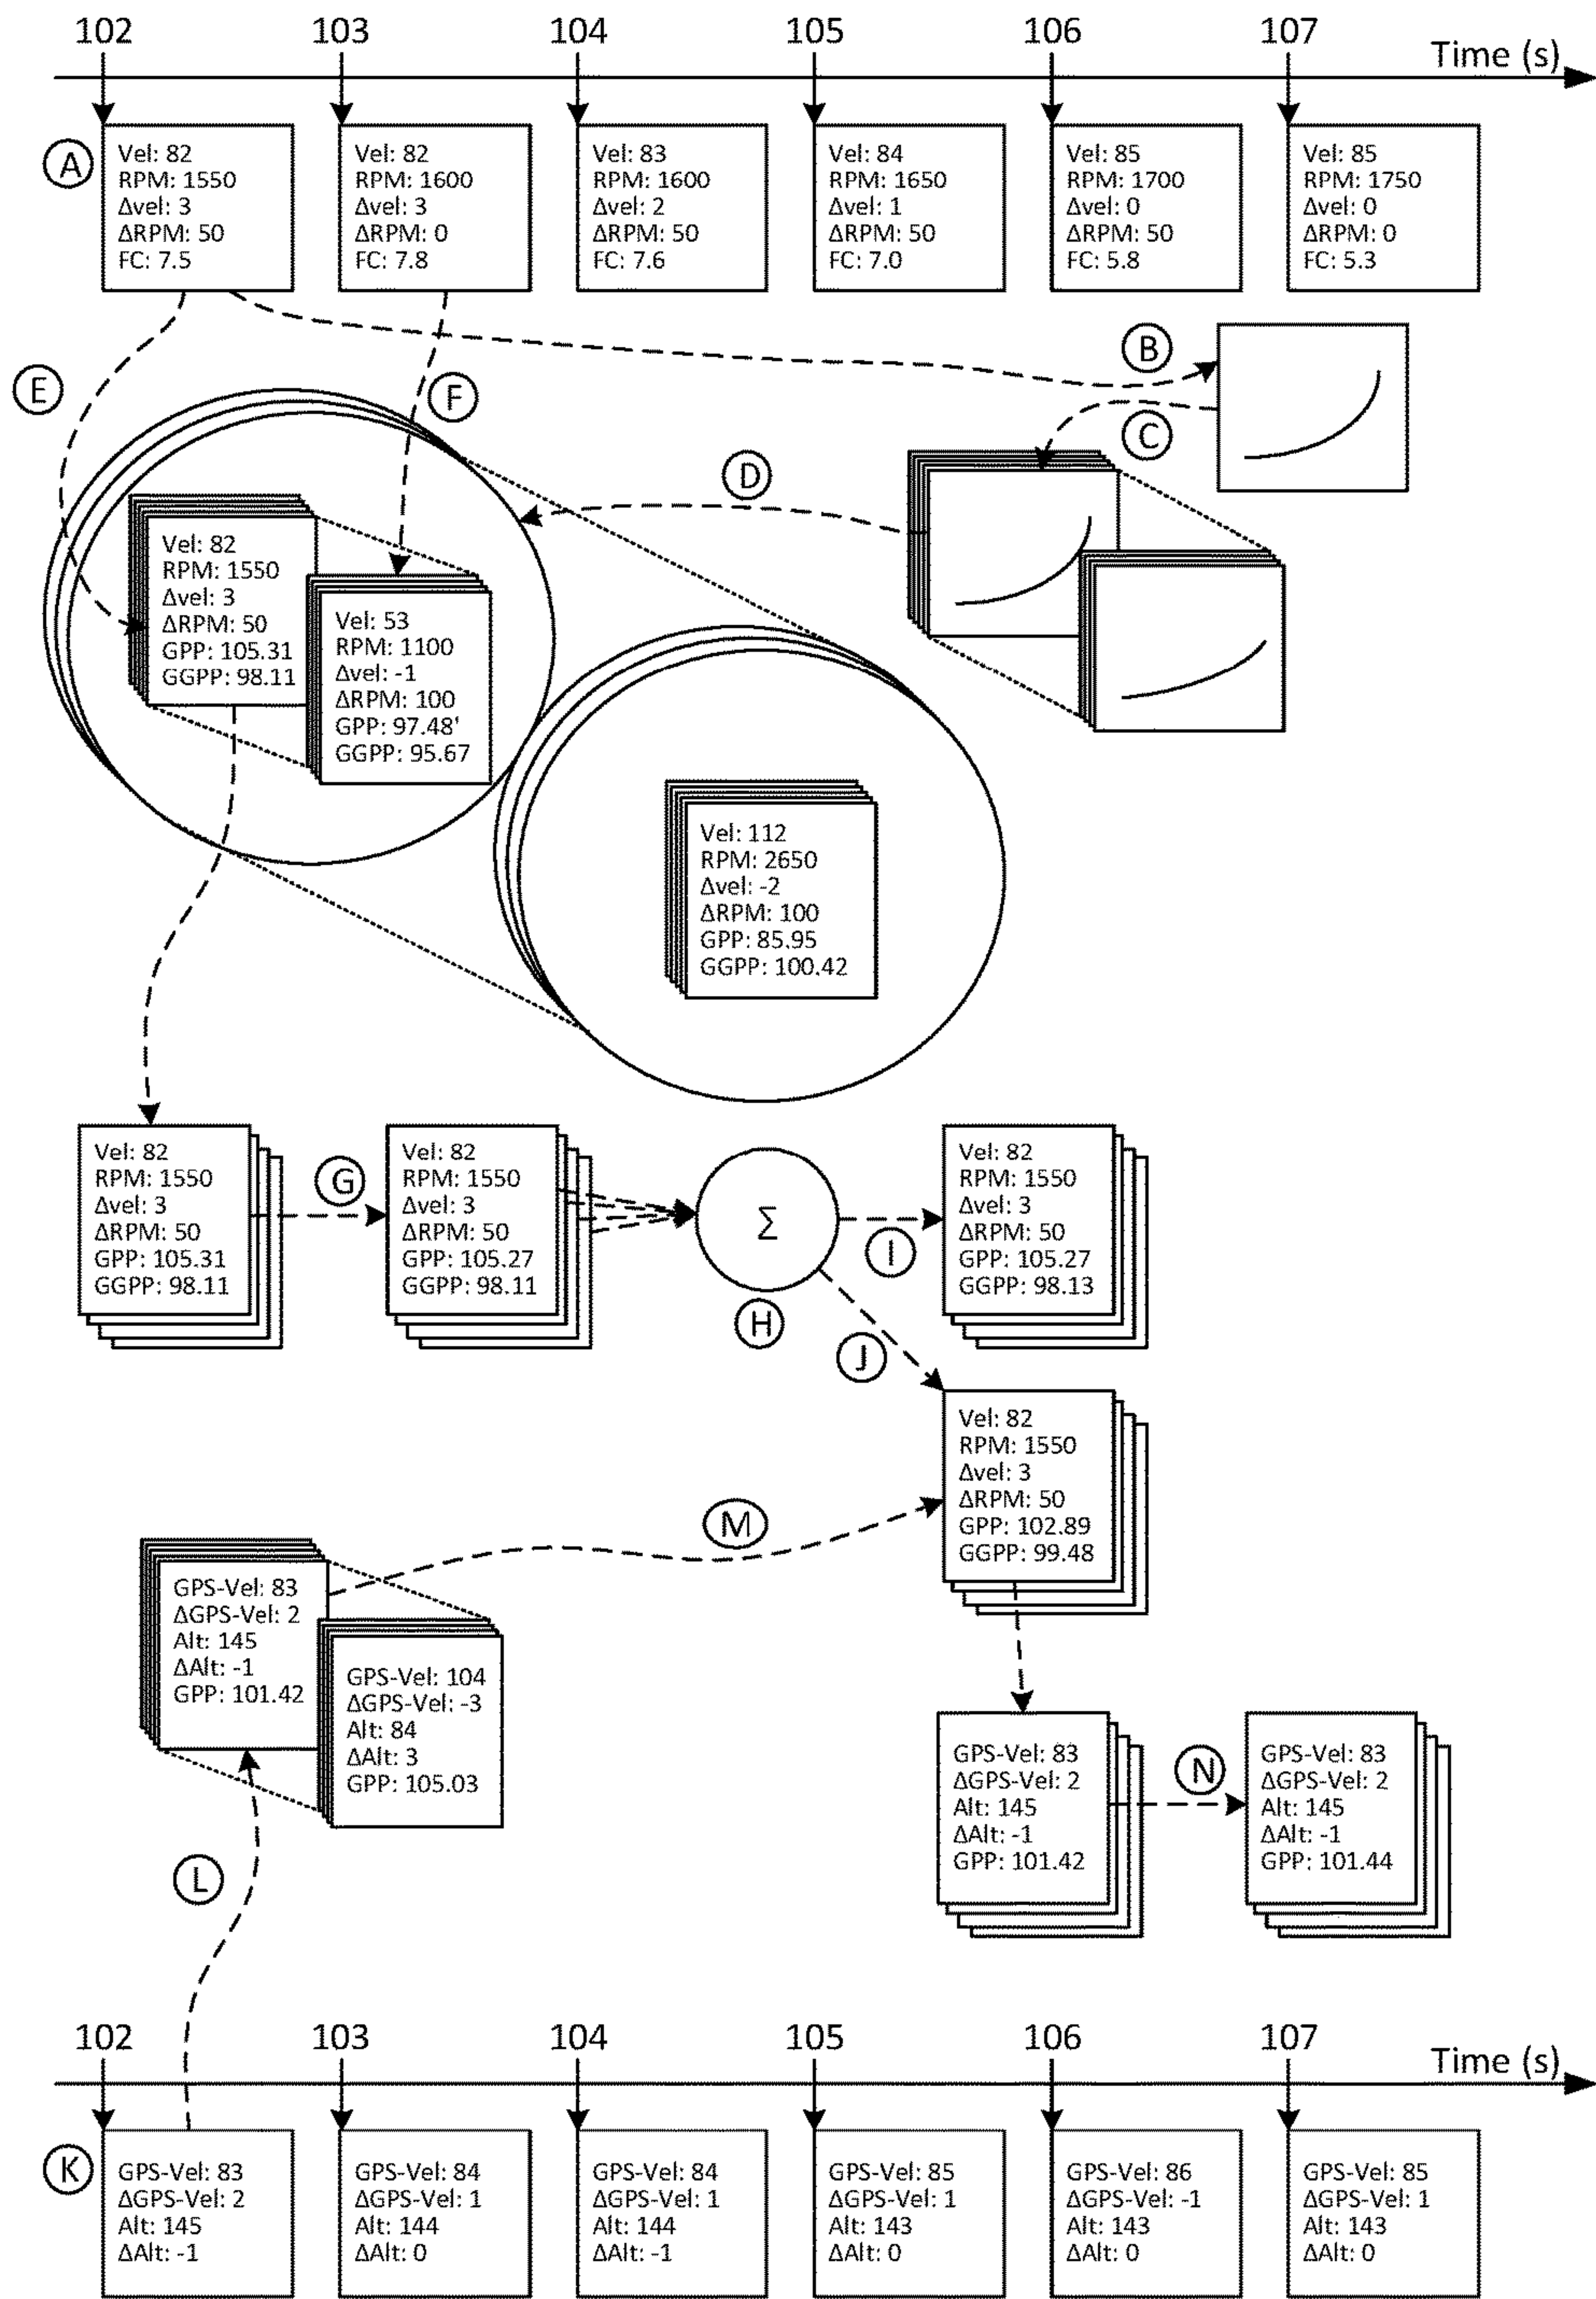 102 103 104 105 106 107
Time (s)
A
Vel: 82
RPM: 1550
Δvel: 3
ΔRPM: 50
FC: 7.5
Vel: 82
RPM: 1600
Δvel: 3
ΔRPM: 0
FC: 7.8
Vel: 83
RPM: 1600
Δvel: 2
ΔRPM: 50
FC: 7.6
Vel: 84
RPM: 1650
Δvel: 1
ΔRPM: 50
FC: 7.0
Vel: 85
RPM: 1700
Δvel: 0
ΔRPM: 50
FC: 5.8
Vel: 85
RPM: 1750
Δvel: 0
ΔRPM: 0
FC: 5.3
B
E
F
C
D
Vel: 82
RPM: 1550
Δvel: 3
ΔRPM: 50
GPP: 105.31
GGPP: 98.11
Vel: 53
RPM: 1100
Δvel: -1
ΔRPM: 100
GPP: 97.48'
GGPP: 95.67
Vel: 112
RPM: 2650
Δvel: -2
ΔRPM: 100
GPP: 85.95
GGPP: 100.42
Vel: 82
RPM: 1550
Δvel: 3
ΔRPM: 50
GPP: 105.31
GGPP: 98.11
G
Vel: 82
RPM: 1550
Δvel: 3
ΔRPM: 50
GPP: 105.27
GGPP: 98.11
Σ
H
I
Vel: 82
RPM: 1550
Δvel: 3
ΔRPM: 50
GPP: 105.27
GGPP: 98.13
J
Vel: 82
RPM: 1550
Δvel: 3
ΔRPM: 50
GPP: 102.89
GGPP: 99.48
M
GPS-Vel: 83
ΔGPS-Vel: 2
Alt: 145
ΔAlt: -1
GPP: 101.42
GPS-Vel: 104
ΔGPS-Vel: -3
Alt: 84
ΔAlt: 3
GPP: 105.03
GPS-Vel: 83
ΔGPS-Vel: 2
Alt: 145
ΔAlt: -1
GPP: 101.42
N
GPS-Vel: 83
ΔGPS-Vel: 2
Alt: 145
ΔAlt: -1
GPP: 101.44
L
102 103 104 105 106 107
Time (s)
K
GPS-Vel: 83
ΔGPS-Vel: 2
Alt: 145
ΔAlt: -1
GPS-Vel: 84
ΔGPS-Vel: 1
Alt: 144
ΔAlt: 0
GPS-Vel: 84
ΔGPS-Vel: 1
Alt: 144
ΔAlt: -1
GPS-Vel: 85
ΔGPS-Vel: 1
Alt: 143
ΔAlt: 0
GPS-Vel: 86
ΔGPS-Vel: -1
Alt: 143
ΔAlt: 0
GPS-Vel: 85
ΔGPS-Vel: 1
Alt: 143
ΔAlt: 0